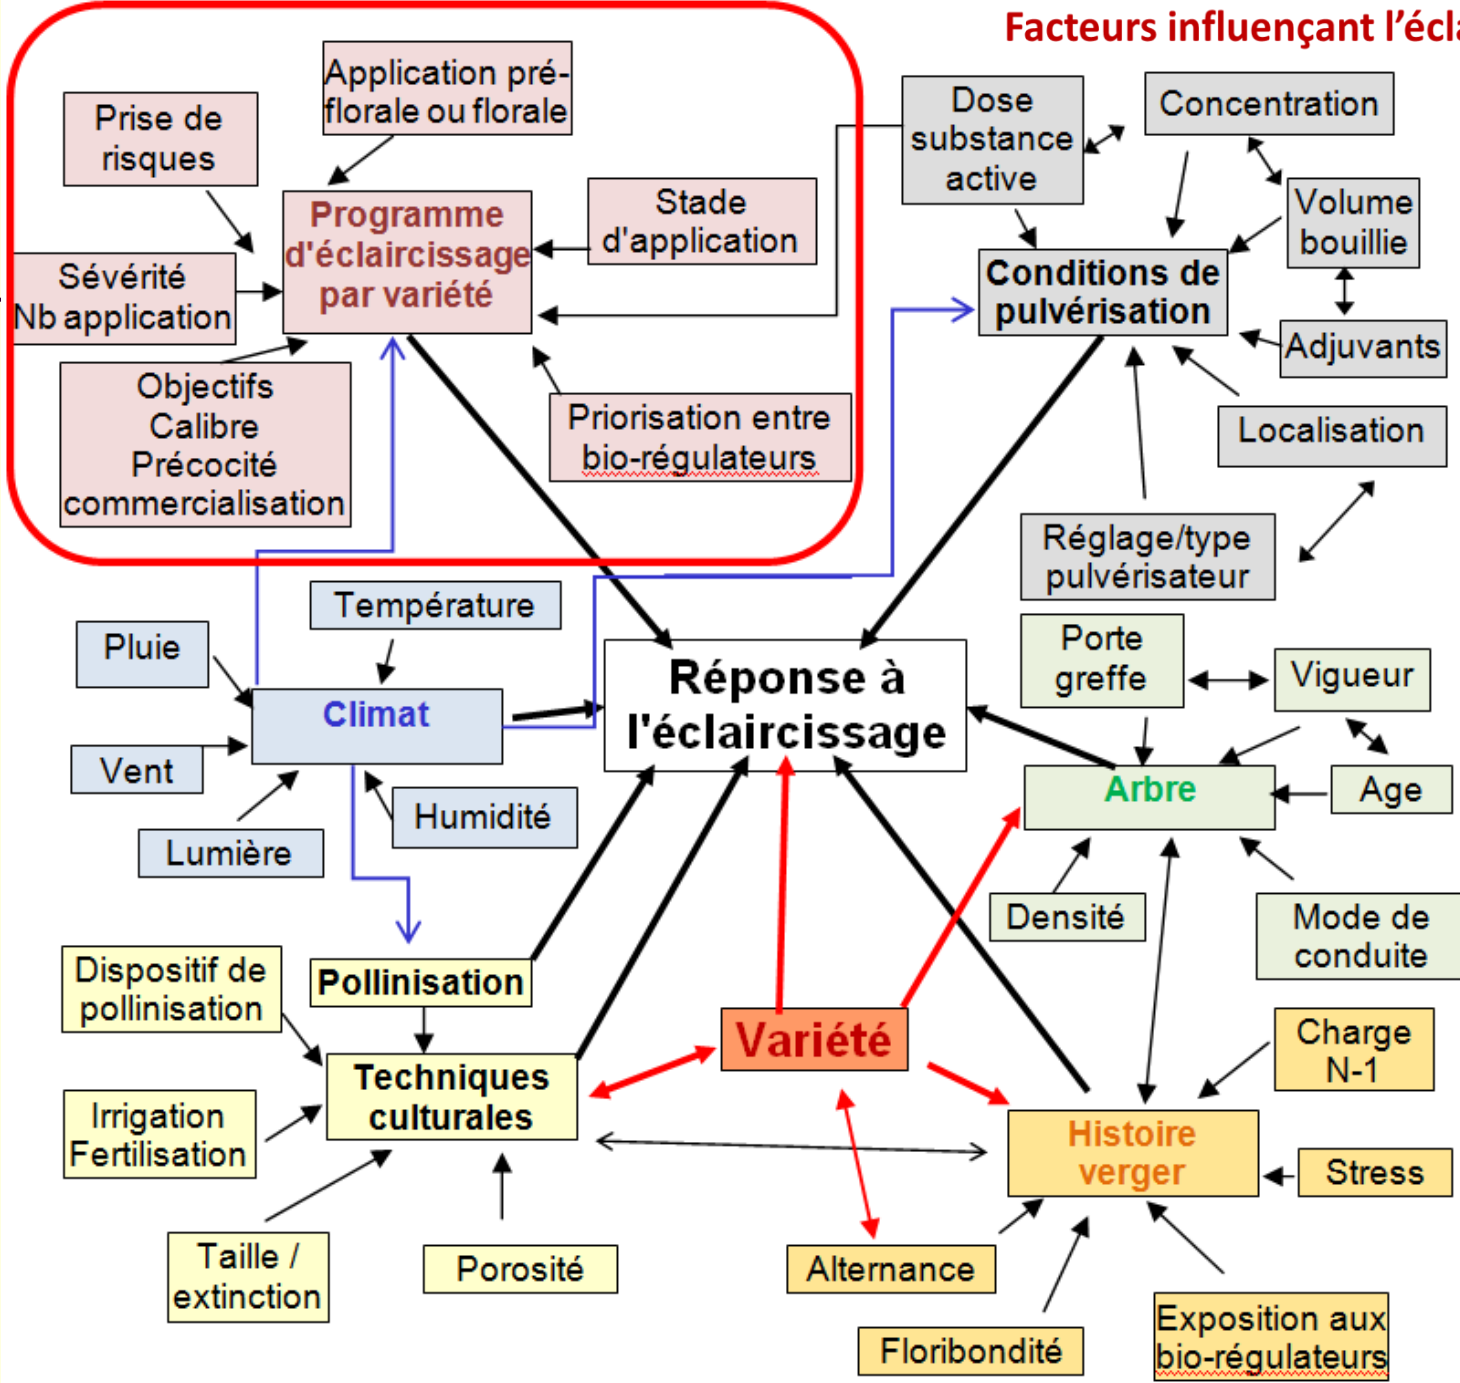 Facteurs influençant l'écla
Application pré-
florale ou florale
Prise de
risques
Programme
d'éclaircissage
par variété
Stade
d'application
Sévérité
Nb application
Objectifs
Calibre
Précocité
commercialisation
Priorisation entre
bio-régulateurs
Dose
substance
active
Concentration
Volume
bouillie
Conditions de
pulvérisation
Adjuvants
Localisation
Réglage/type
pulvérisateur
Température
Pluie
Climat
Vent
Lumière
Humidité
Réponse à
l'éclaircissage
Porte
greffe
Vigueur
Arbre
Age
Densité
Mode de
conduite
Dispositif de
pollinisation
Pollinisation
Techniques
culturales
Irrigation
Fertilisation
Taille /
extinction
Porosité
Variété
Charge
N-1
Histoire
verger
Stress
Alternance
Floribondité
Exposition aux
bio-régulateurs